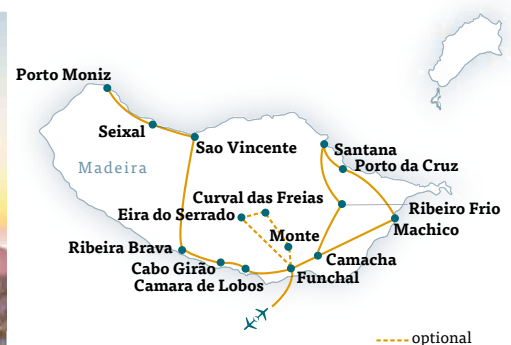 Porto Moniz
Seixal
Sao Vincente
Santana
Porto da Cruz
Madeira
Curval das Freias
Eira do Serrado
Ribeiro Frio
Machico
Monte
Ribeira Brava
Camacha
Cabo Girão
Funchal
Camara de Lobos
optional